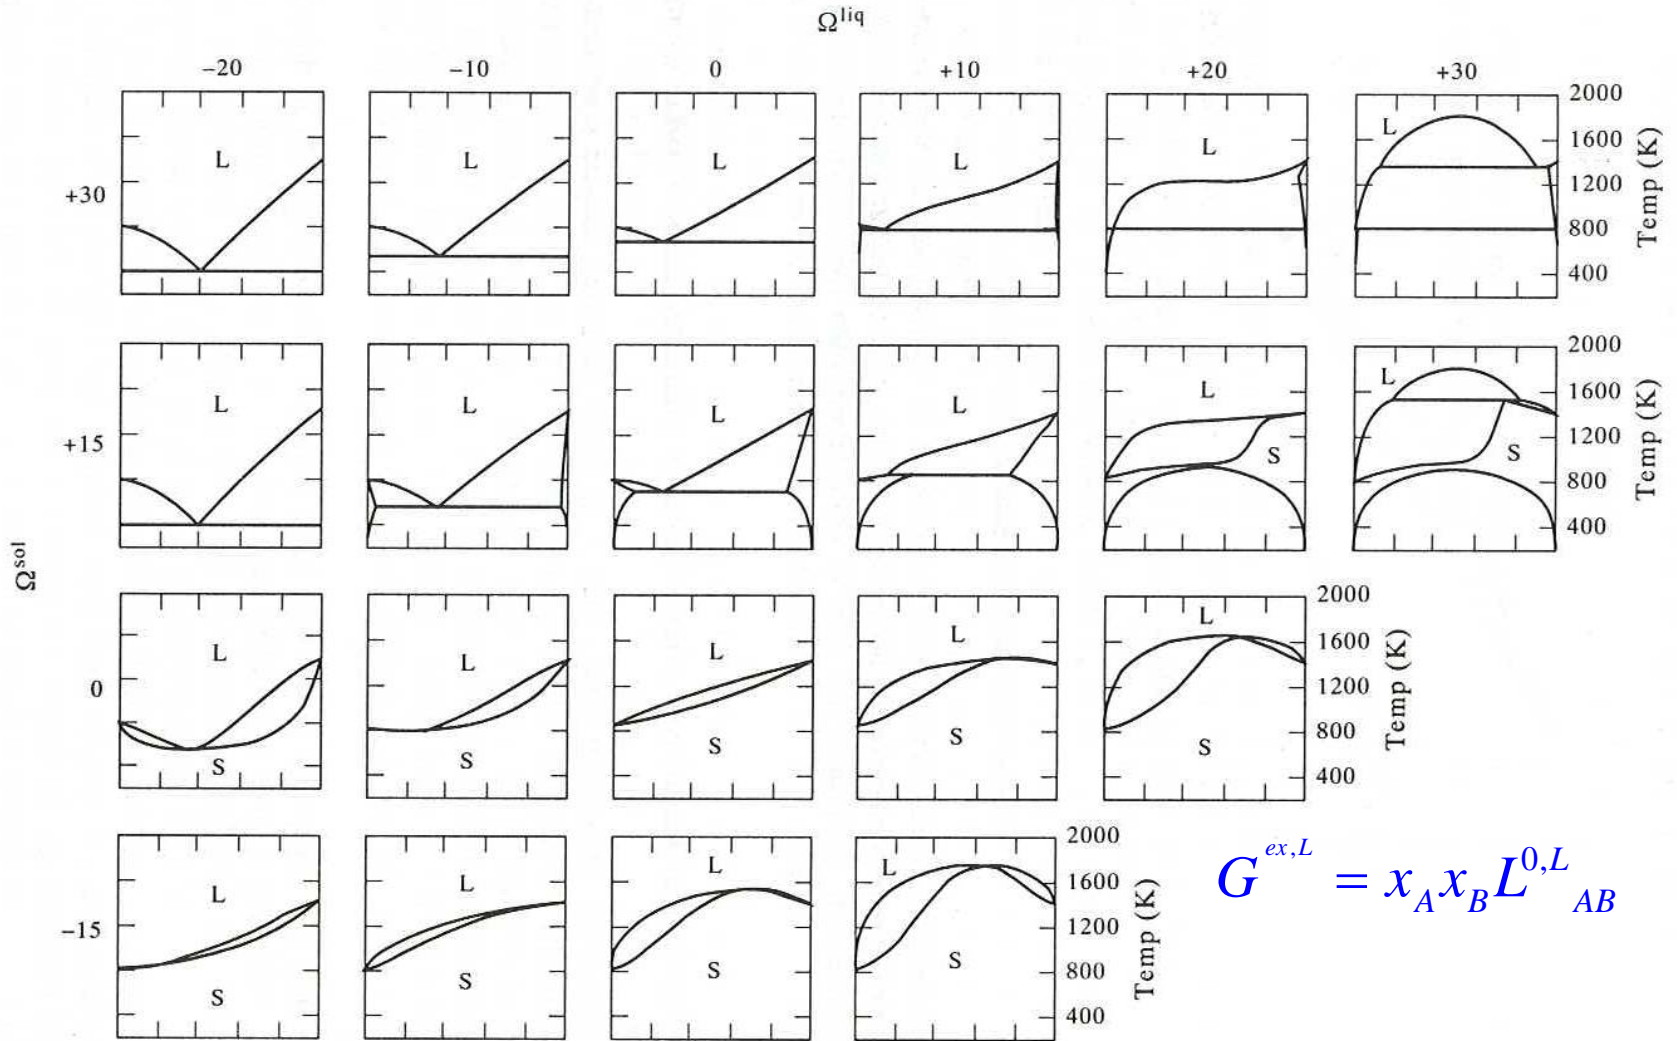 Ω^liq
−20 −10 0 +10 +20 +30
+30 L L L L L L 2000 1600 1200 800 400 Temp (K)
+15 L L L L L S L S 2000 1600 1200 800 400 Temp (K)
Ω^sol
0 L S L S L S L S L S 2000 1600 1200 800 400 Temp (K)
−15 L S L S L S L S 2000 1600 1200 800 400 Temp (K)
G^{ex,L} = x_A x_B L^{0,L}_{AB}